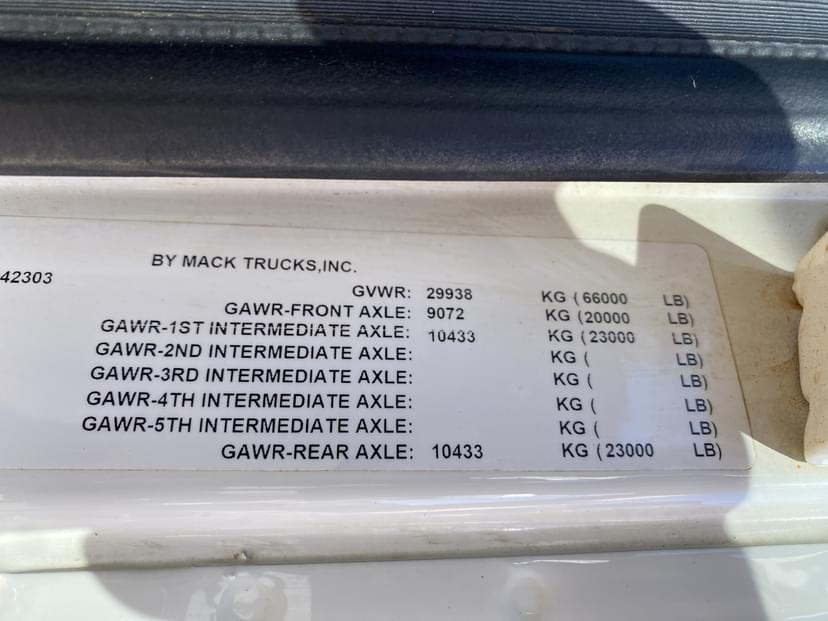 BY MACK TRUCKS,INC.
42303
GVWR: 29938 KG (66000 LB)
GAWR-FRONT AXLE: 9072 KG (20000 LB)
GAWR-1ST INTERMEDIATE AXLE: 10433 KG (23000 LB)
GAWR-2ND INTERMEDIATE AXLE: KG ( LB)
GAWR-3RD INTERMEDIATE AXLE: KG ( LB)
GAWR-4TH INTERMEDIATE AXLE: KG ( LB)
GAWR-5TH INTERMEDIATE AXLE: KG ( LB)
GAWR-REAR AXLE: 10433 KG (23000 LB)